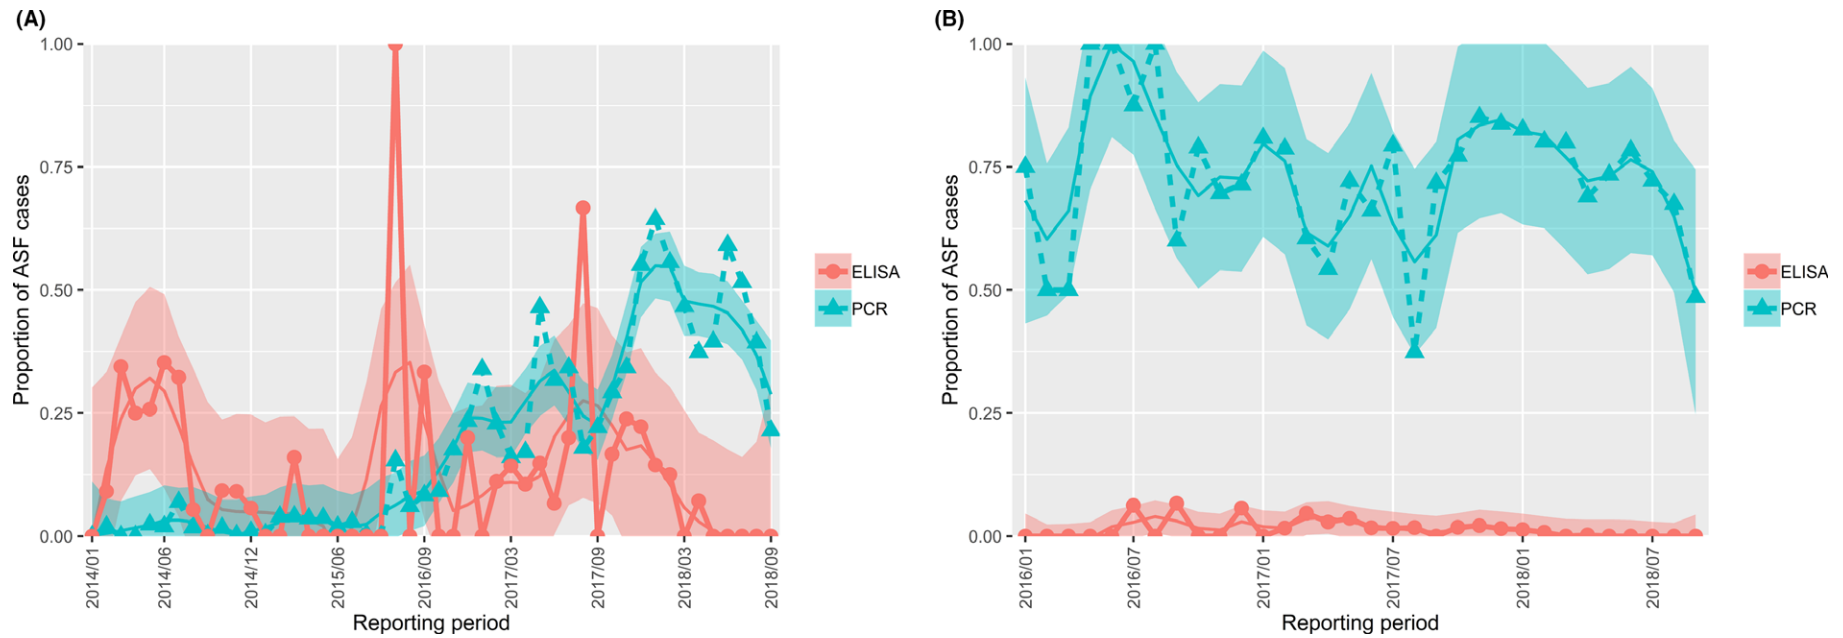 (A)
Proportion of ASF cases
1.00
0.75
0.50
0.25
0.00
2014/01
2014/06
2014/12
2015/06
2016/09
2017/03
2017/09
2018/03
2018/09
Reporting period
ELISA
PCR
(B)
Proportion of ASF cases
1.00
0.75
0.50
0.25
0.00
2016/01
2016/07
2017/01
2017/07
2018/01
2018/07
Reporting period
ELISA
PCR